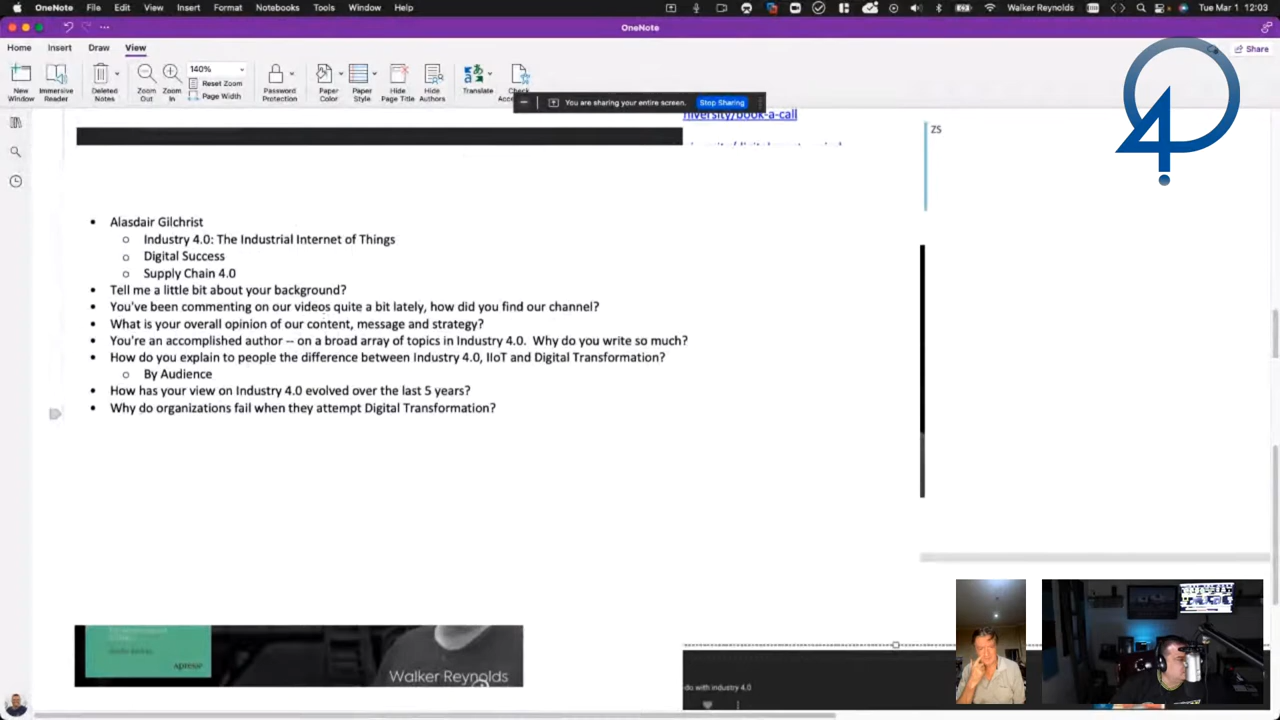 OneNote File Edit View Insert Format Notebooks Tools Window Help Walker Reynolds Tue Mar 1 12:03
OneNote
Home Insert Draw View Share
140%
Reset Zoom
Page Width
New Window
Immersive Reader
Deleted Notes
Zoom Out
Zoom In
Password Protection
Paper Color
Paper Style
Hide Page Title
Hide Authors
Translate
Check
You are sharing your entire screen. Stop Sharing
/book-a-call
ZS
4
• Alasdair Gilchrist
o Industry 4.0: The Industrial Internet of Things
o Digital Success
o Supply Chain 4.0
• Tell me a little bit about your background?
• You've been commenting on our videos quite a bit lately, how did you find our channel?
• What is your overall opinion of our content, message and strategy?
• You're an accomplished author -- on a broad array of topics in Industry 4.0. Why do you write so much?
• How do you explain to people the difference between Industry 4.0, IIoT and Digital Transformation?
o By Audience
• How has your view on Industry 4.0 evolved over the last 5 years?
• Why do organizations fail when they attempt Digital Transformation?
apress
Walker Reynolds
do with industry 4.0